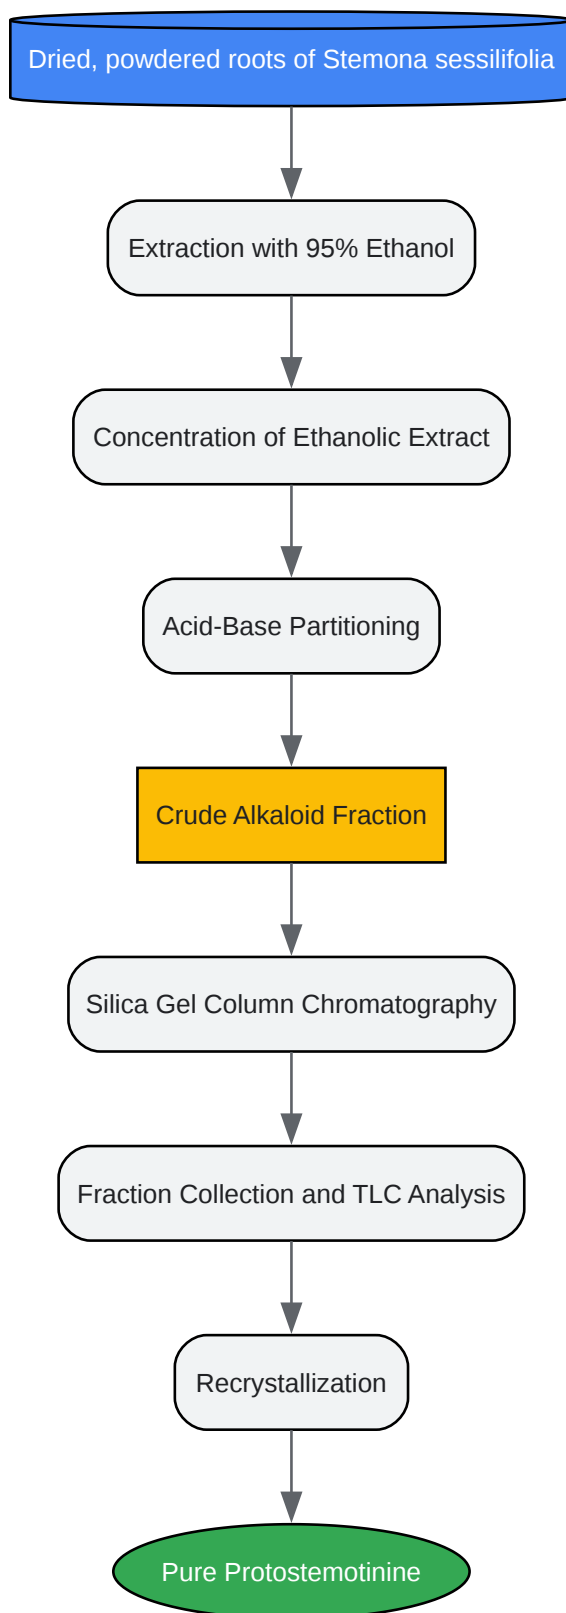 Dried, powdered roots of Stemona sessilifolia
Extraction with 95% Ethanol
Concentration of Ethanolic Extract
Acid-Base Partitioning
Crude Alkaloid Fraction
Silica Gel Column Chromatography
Fraction Collection and TLC Analysis
Recrystallization
Pure Protostemotinine